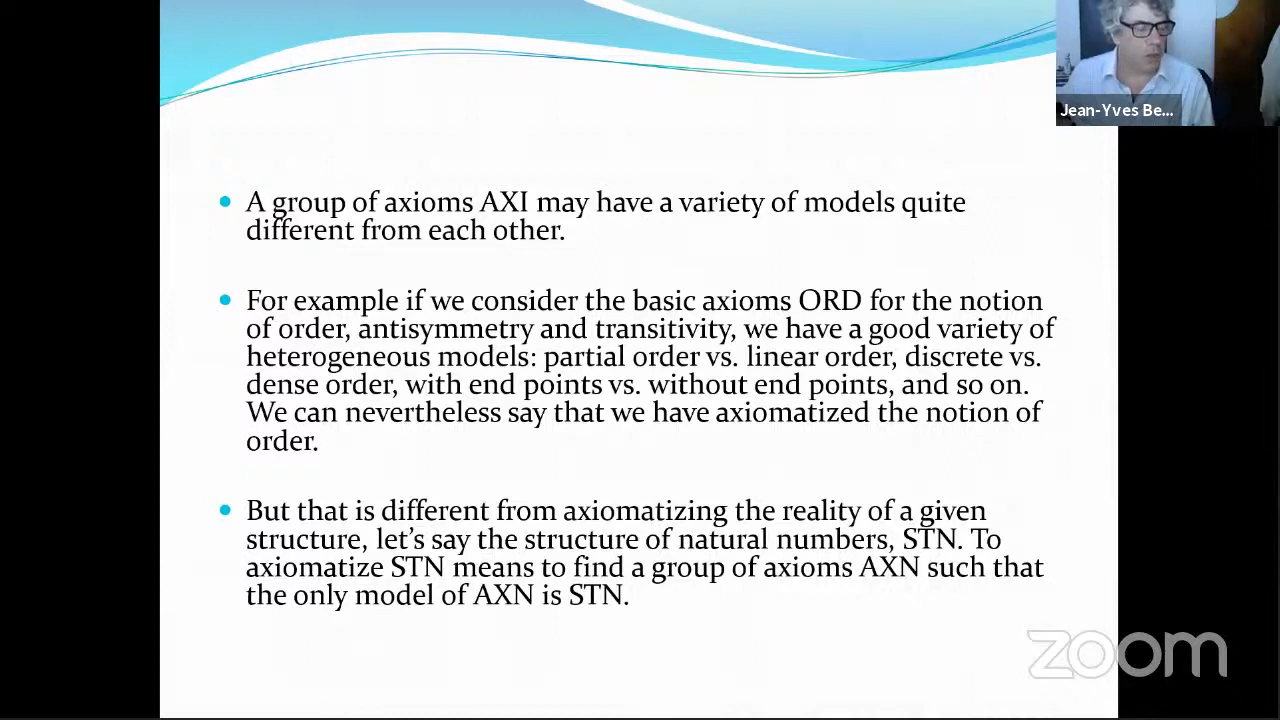 Jean-Yves Be...
A group of axioms AXI may have a variety of models quite
different from each other.
For example if we consider the basic axioms ORD for the notion
of order, antisymmetry and transitivity, we have a good variety of
heterogeneous models: partial order vs. linear order, discrete vs.
dense order, with end points vs. without end points, and so on.
We can nevertheless say that we have axiomatized the notion of
order.
But that is different from axiomatizing the reality of a given
structure, let's say the structure of natural numbers, STN. To
axiomatize STN means to find a group of axioms AXN such that
the only model of AXN is STN.
zoom